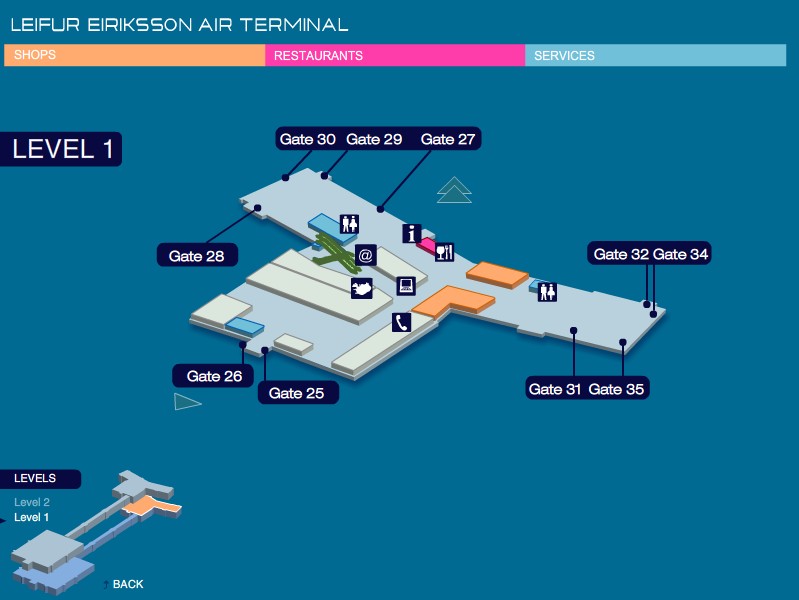 LEIFUR EIRIKSSON AIR TERMINAL
SHOPS
RESTAURANTS
SERVICES
LEVEL 1
Gate 30 Gate 29 Gate 27
Gate 28
i
@
Gate 32 Gate 34
Gate 26
Gate 25
Gate 31 Gate 35
LEVELS
Level 2
Level 1
↑ BACK